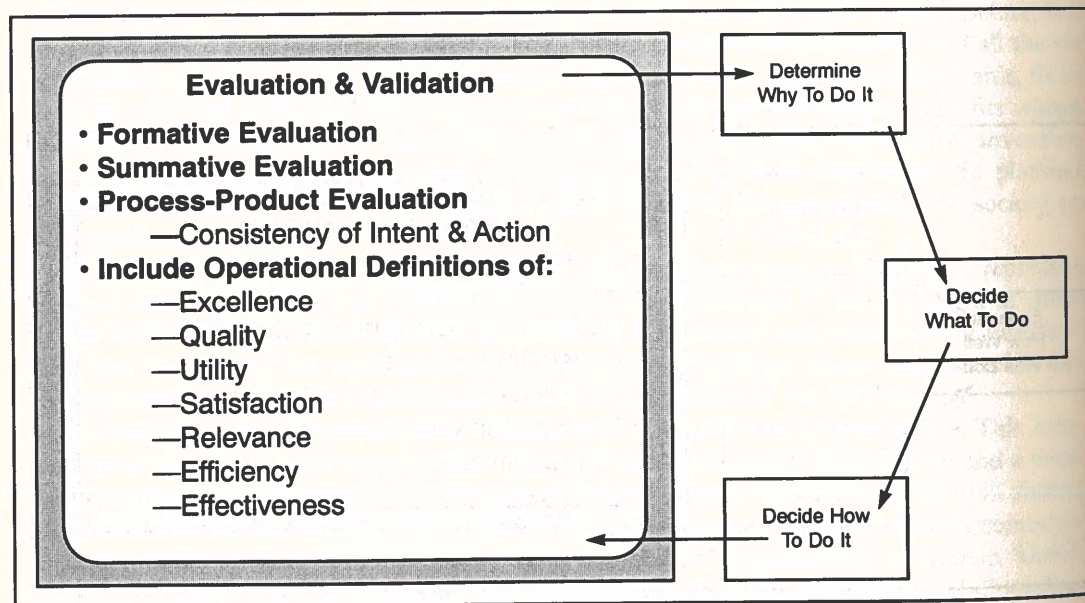 Evaluation & Validation
• Formative Evaluation
• Summative Evaluation
• Process-Product Evaluation
—Consistency of Intent & Action
• Include Operational Definitions of:
—Excellence
—Quality
—Utility
—Satisfaction
—Relevance
—Efficiency
—Effectiveness
Determine
Why To Do It
Decide
What To Do
Decide How
To Do It